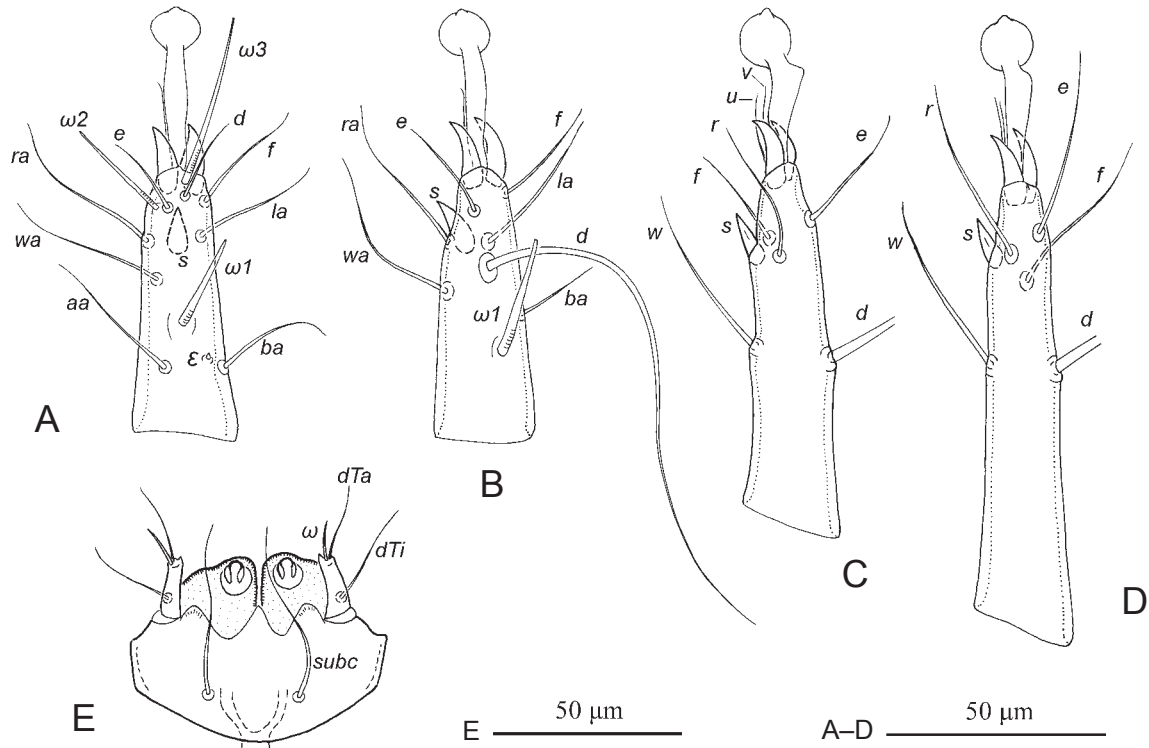 ω3
ω2 e d f
ra la
wa s ω1
aa ε ba
A
ra e f
s la
wa d
ω1 ba
B
v
u
r e
f
w s
d
C
r e
f
w s
d
D
dTa
ω
dTi
subc
E
E 50 μm
A–D 50 μm